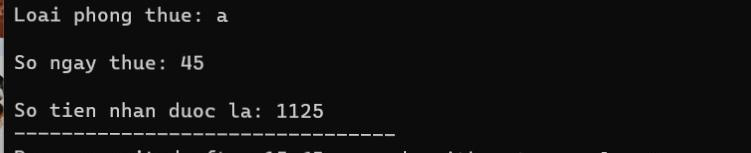 Loai phong thue: a
So ngay thue: 45
So tien nhan duoc la: 1125
--------------------------------